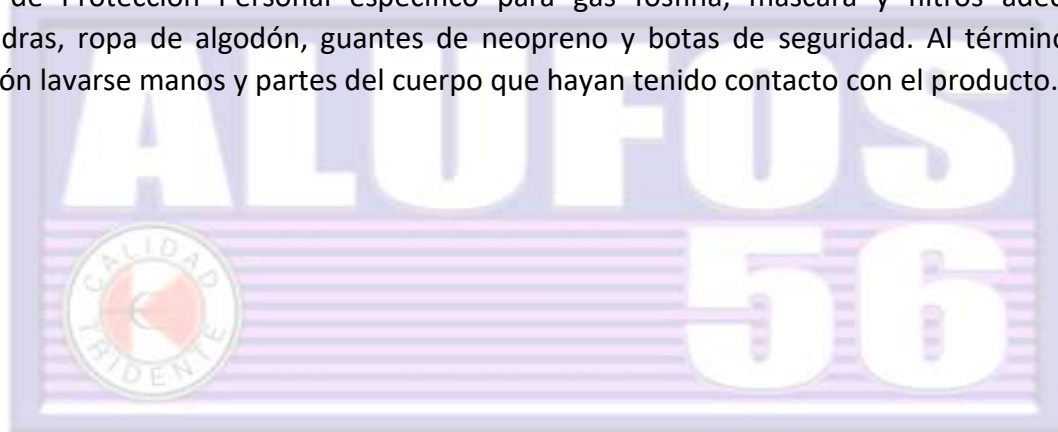 de Protección Personal específico para gas fosfina, máscara y filtros adec
dras, ropa de algodón, guantes de neopreno y botas de seguridad. Al término
ón lavarse manos y partes del cuerpo que hayan tenido contacto con el producto.
ALUFOS
56
CALIDAD
TRIDENTE